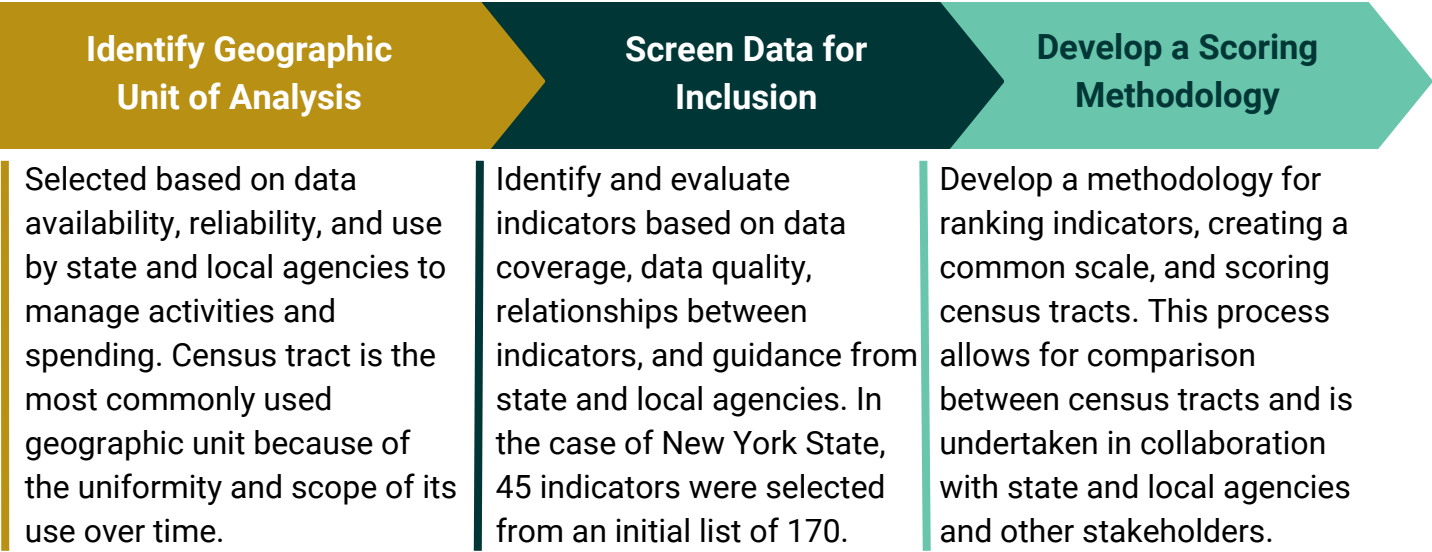 Identify Geographic
Unit of Analysis
Selected based on data
availability, reliability, and use
by state and local agencies to
manage activities and
spending. Census tract is the
most commonly used
geographic unit because of
the uniformity and scope of its
use over time.
Screen Data for
Inclusion
Identify and evaluate
indicators based on data
coverage, data quality,
relationships between
indicators, and guidance from
state and local agencies. In
the case of New York State,
45 indicators were selected
from an initial list of 170.
Develop a Scoring
Methodology
Develop a methodology for
ranking indicators, creating a
common scale, and scoring
census tracts. This process
allows for comparison
between census tracts and is
undertaken in collaboration
with state and local agencies
and other stakeholders.